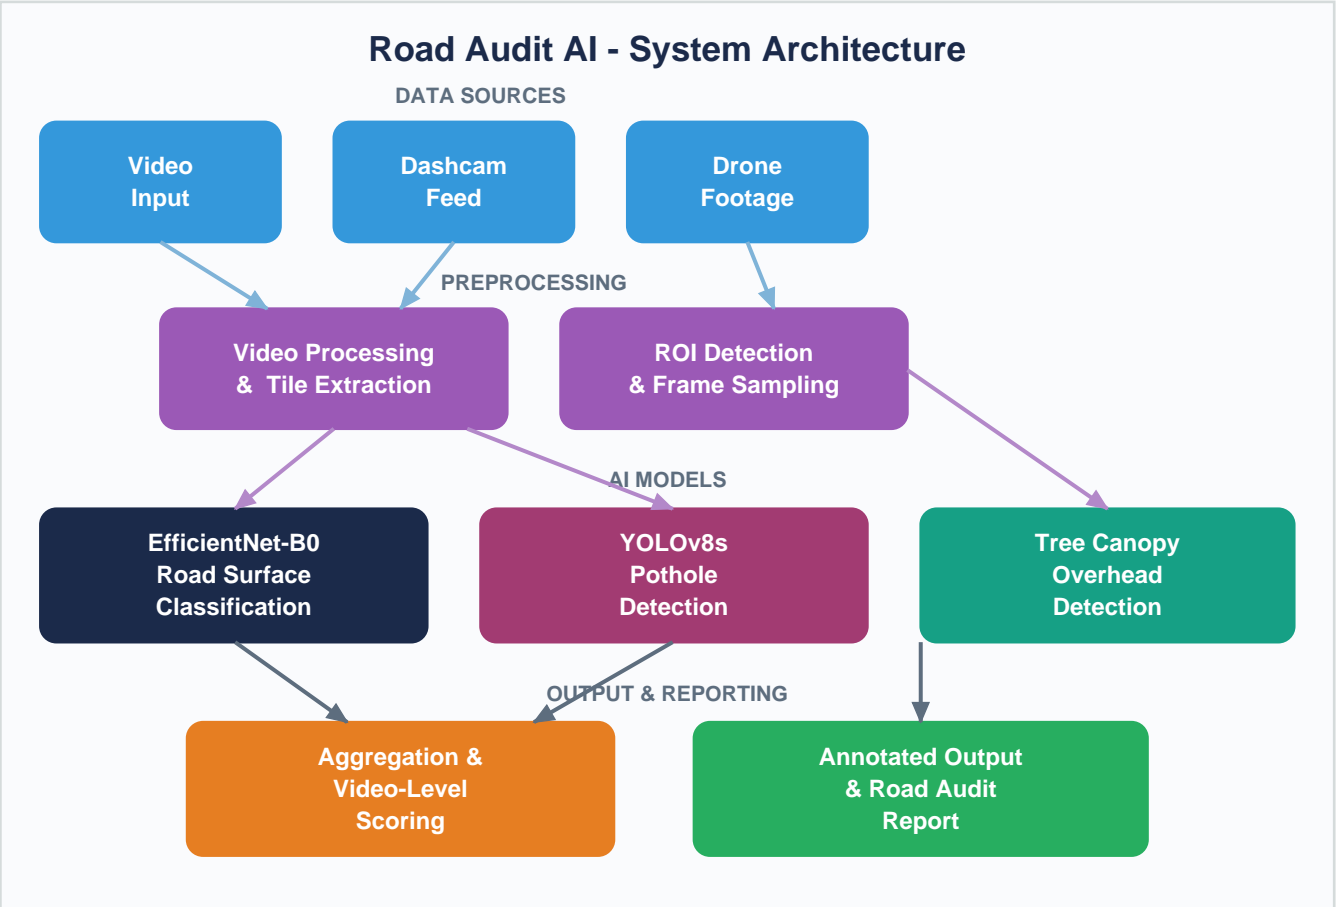 Road Audit AI - System Architecture
DATA SOURCES
Video
Input
Dashcam
Feed
Drone
Footage
PREPROCESSING
Video Processing
& Tile Extraction
ROI Detection
& Frame Sampling
AI MODELS
EfficientNet-B0
Road Surface
Classification
YOLOv8s
Pothole
Detection
Tree Canopy
Overhead
Detection
OUTPUT & REPORTING
Aggregation &
Video-Level
Scoring
Annotated Output
& Road Audit
Report